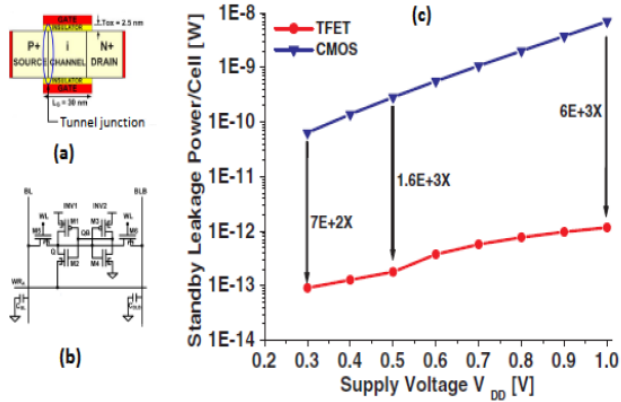 GATE
INSULATOR
Tox = 2.5 nm
P+ i N+
SOURCE CHANNEL DRAIN
INSULATOR
GATE
LG = 30 nm
Tunnel junction
(a)
BL BLB
WL INV1 INV2 WL
M5 M1 M3 M6
Q QB
M2 M4
(b)
(c)
TFET
CMOS
Standby Leakage Power/Cell [W]
1E-8
1E-9
1E-10
1E-11
1E-12
1E-13
1E-14
7E+2X
1.6E+3X
6E+3X
0.2 0.3 0.4 0.5 0.6 0.7 0.8 0.9 1.0
Supply Voltage V DD [V]